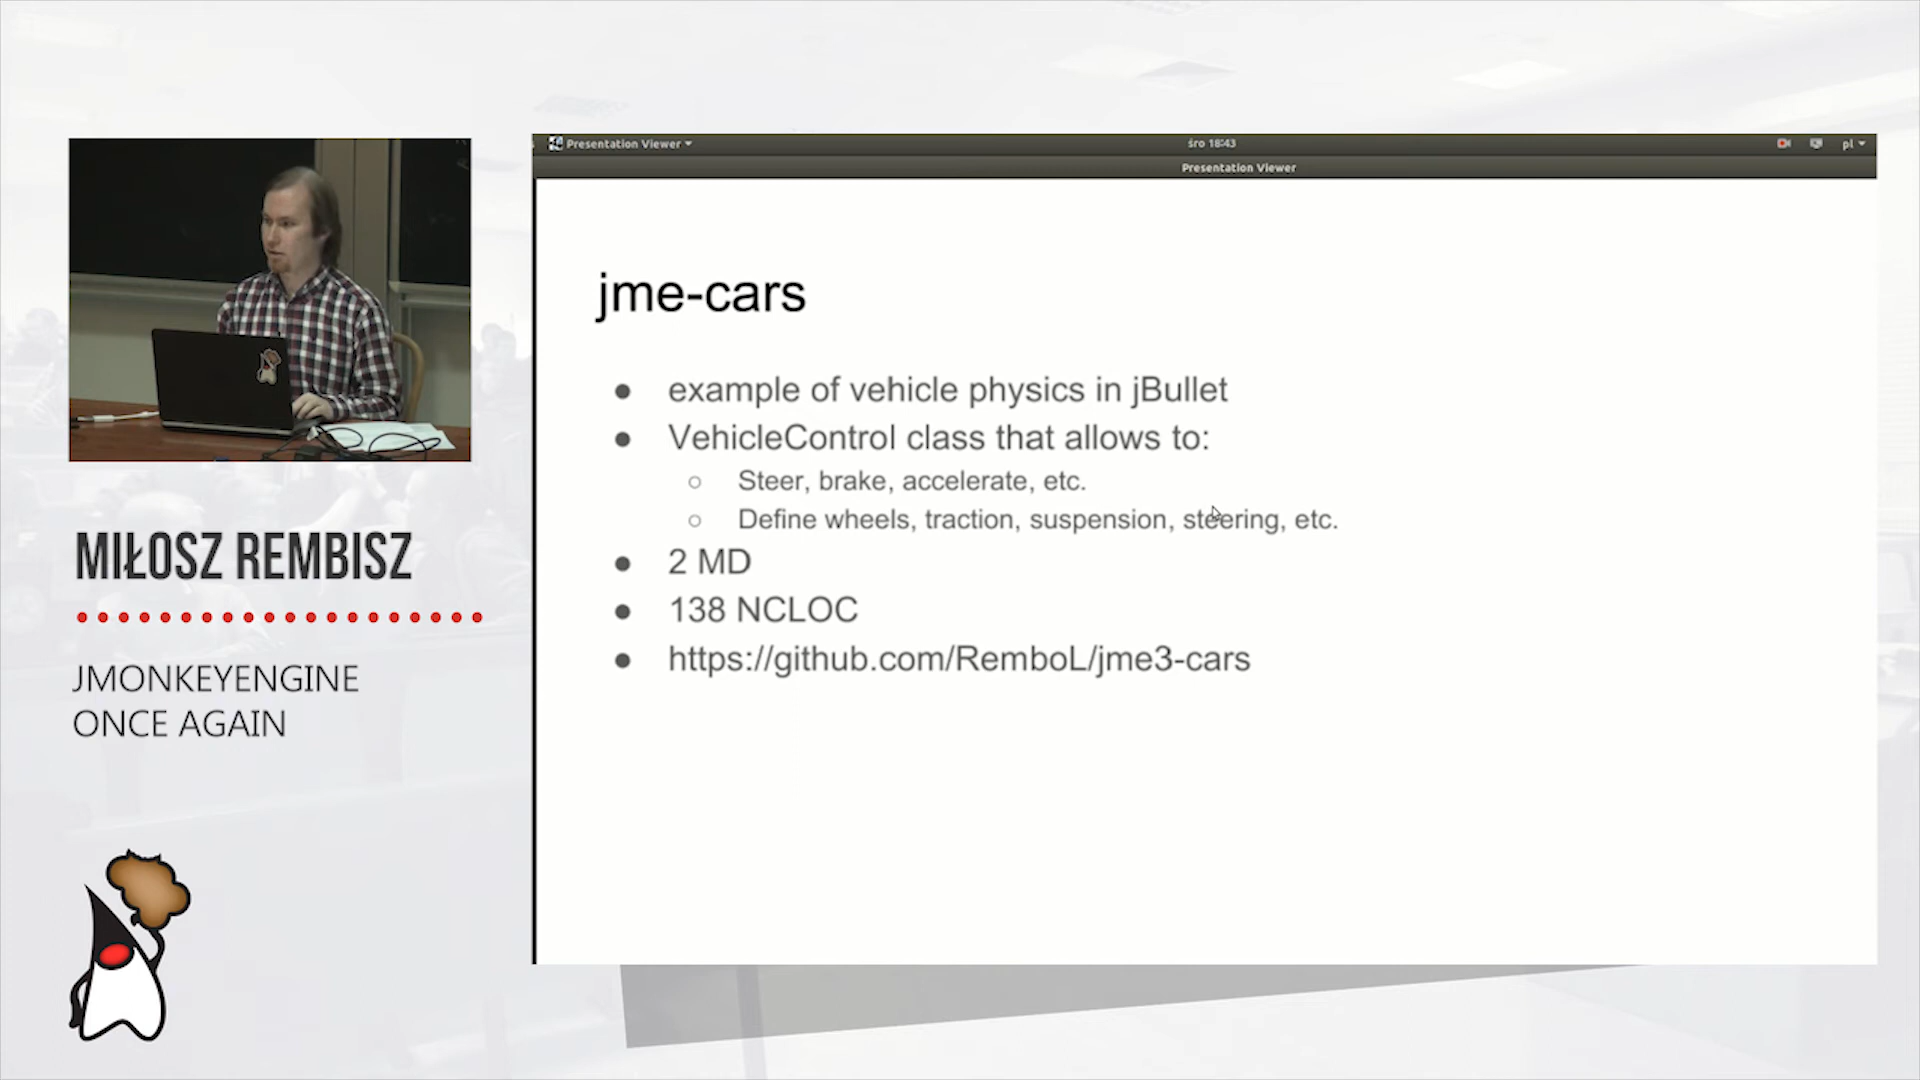 Presentation Viewer
śro 18:43
pl
Presentation Viewer
jme-cars
example of vehicle physics in jBullet
VehicleControl class that allows to:
Steer, brake, accelerate, etc.
Define wheels, traction, suspension, steering, etc.
2 MD
138 NCLOC
https://github.com/RemboL/jme3-cars
MIŁOSZ REMBISZ
JMONKEYENGINE
ONCE AGAIN